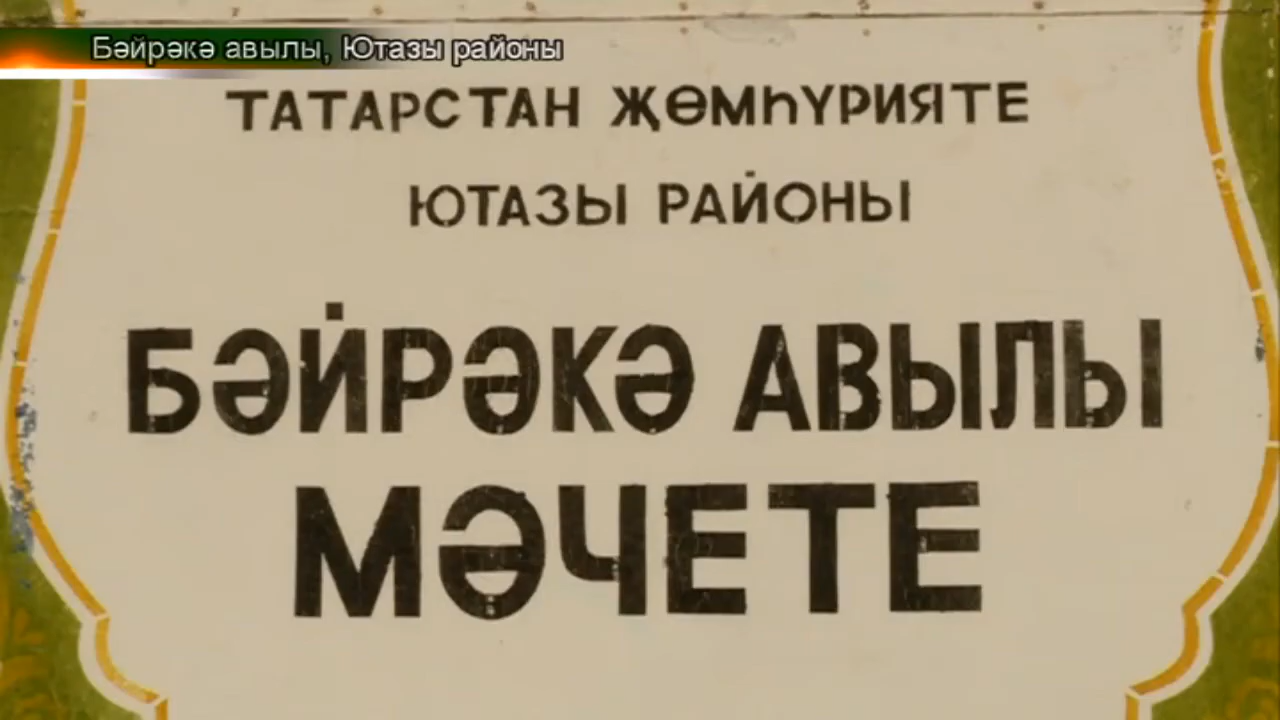 Бәйрәкә авылы, Ютазы районы
ТАТАРСТАН ҖӨМҺҮРИЯТЕ
ЮТАЗЫ РАЙОНЫ
БӘЙРӘКӘ АВЫЛЫ
МӘЧЕТЕ